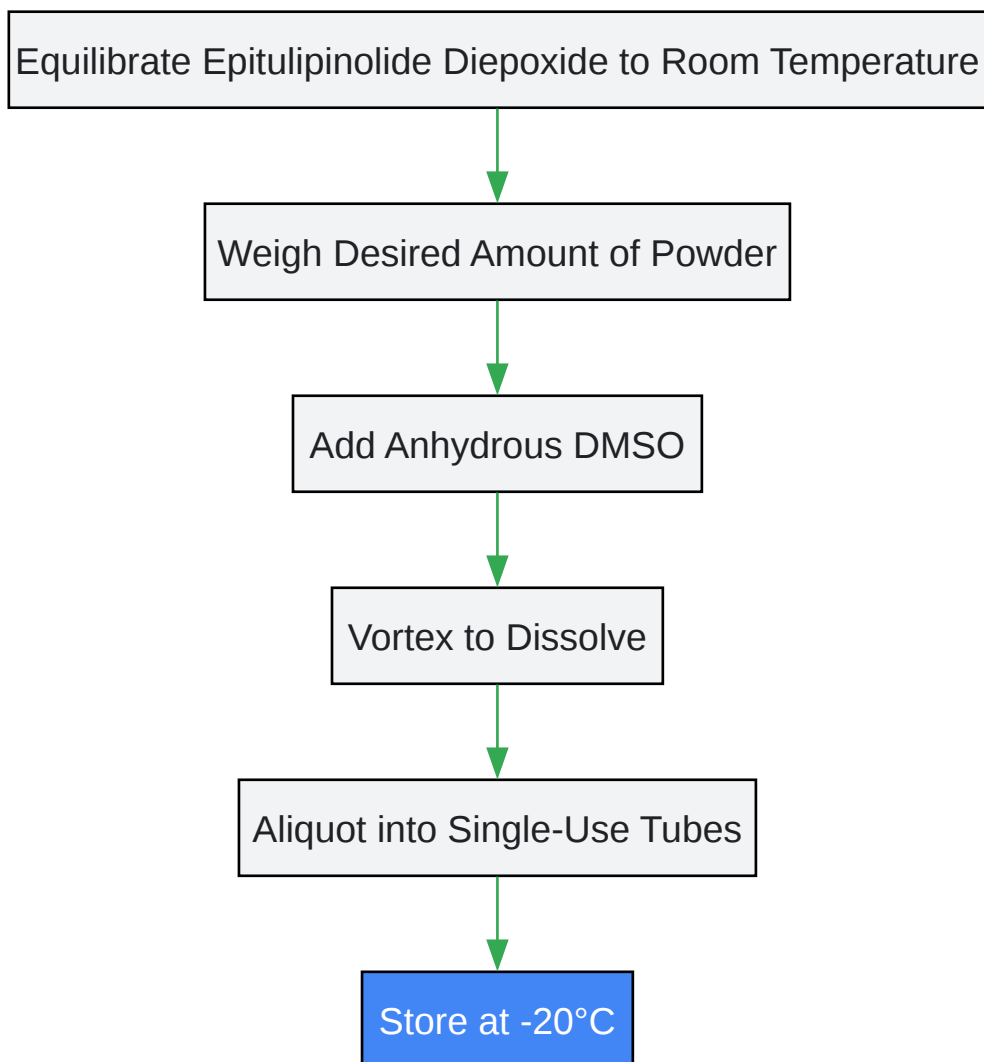 Equilibrate Epitulipinolide Diepoxide to Room Temperature
Weigh Desired Amount of Powder
Add Anhydrous DMSO
Vortex to Dissolve
Aliquot into Single-Use Tubes
Store at -20°C